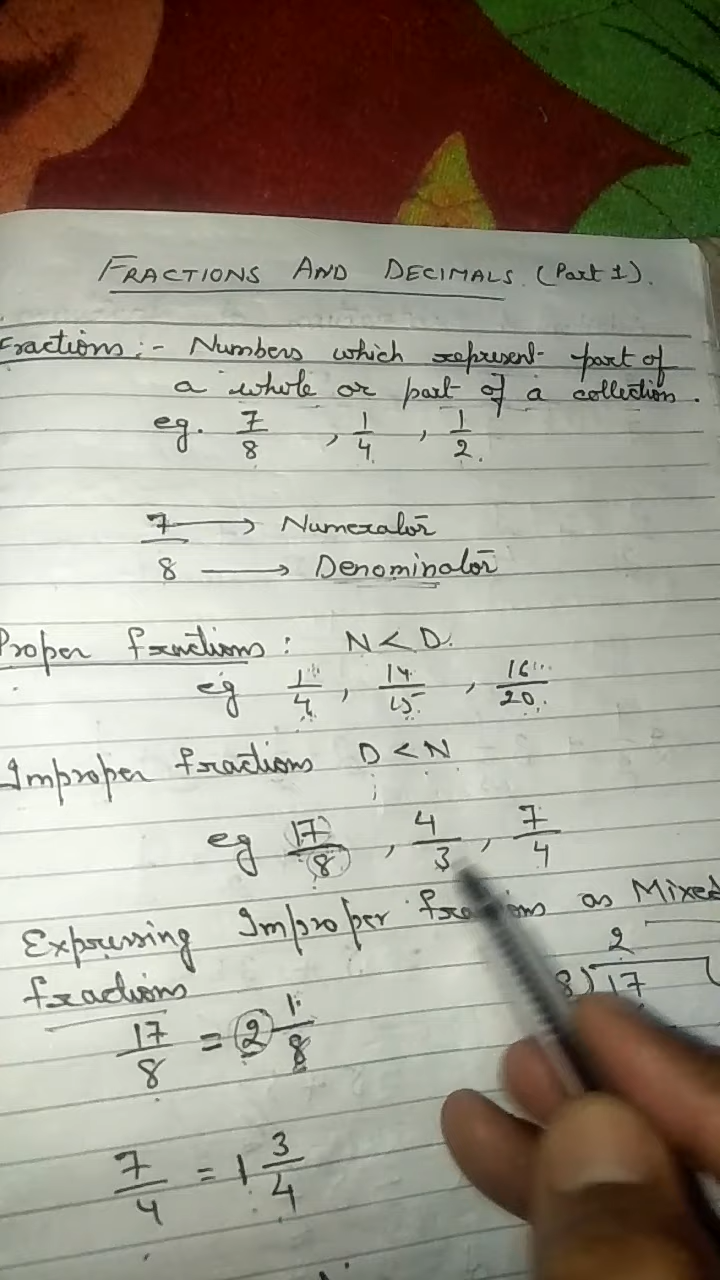 FRACTIONS AND DECIMALS. (Part 1).
Fractions :- Numbers which represent part of
a whole or part of a collection.
eg. 7/8, 1/4, 1/2.
7 → Numerator
8 → Denominator
Proper fractions : N < D.
eg 1/4, 14/15, 16/20
Improper fractions D < N
eg 17/8, 4/3, 7/4
Expressing Improper fractions as Mixed
fractions
2
8)17
17/8 = 2 1/8
7/4 = 1 3/4